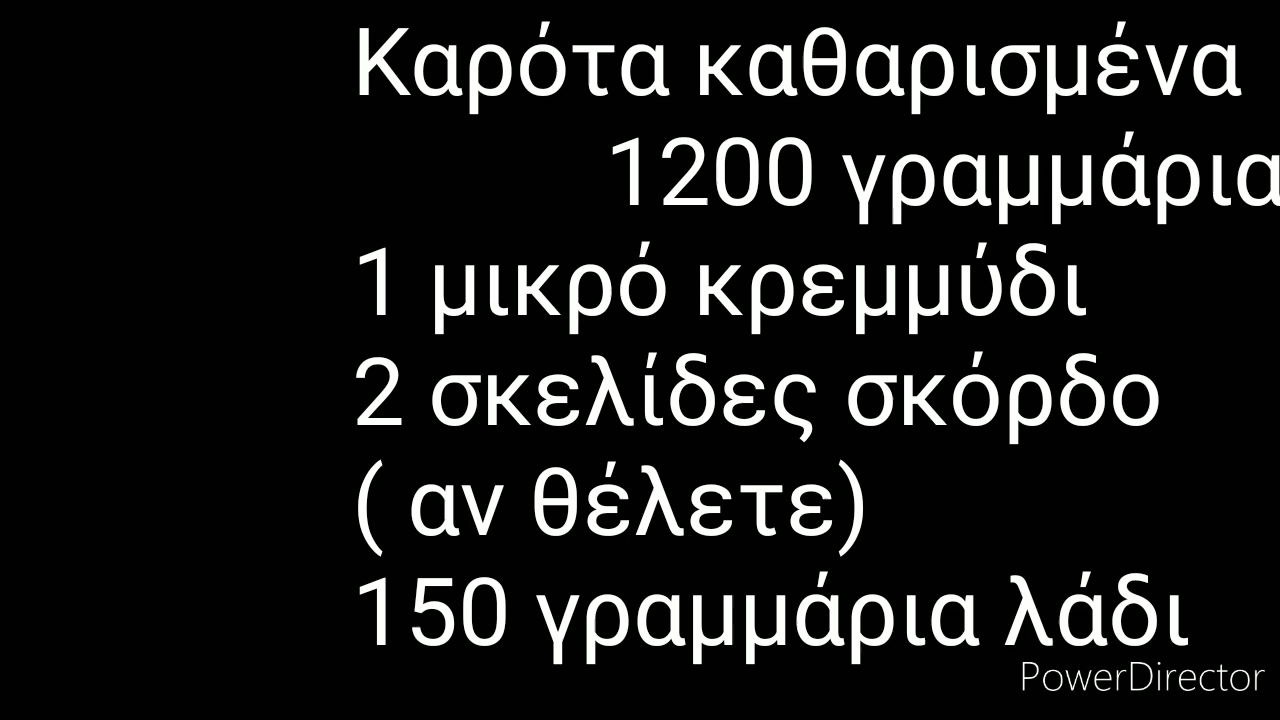 Καρότα καθαρισμένα
1200 γραμμάρια
1 μικρό κρεμμύδι
2 σκελίδες σκόρδο
( αν θέλετε)
150 γραμμάρια λάδι
PowerDirector